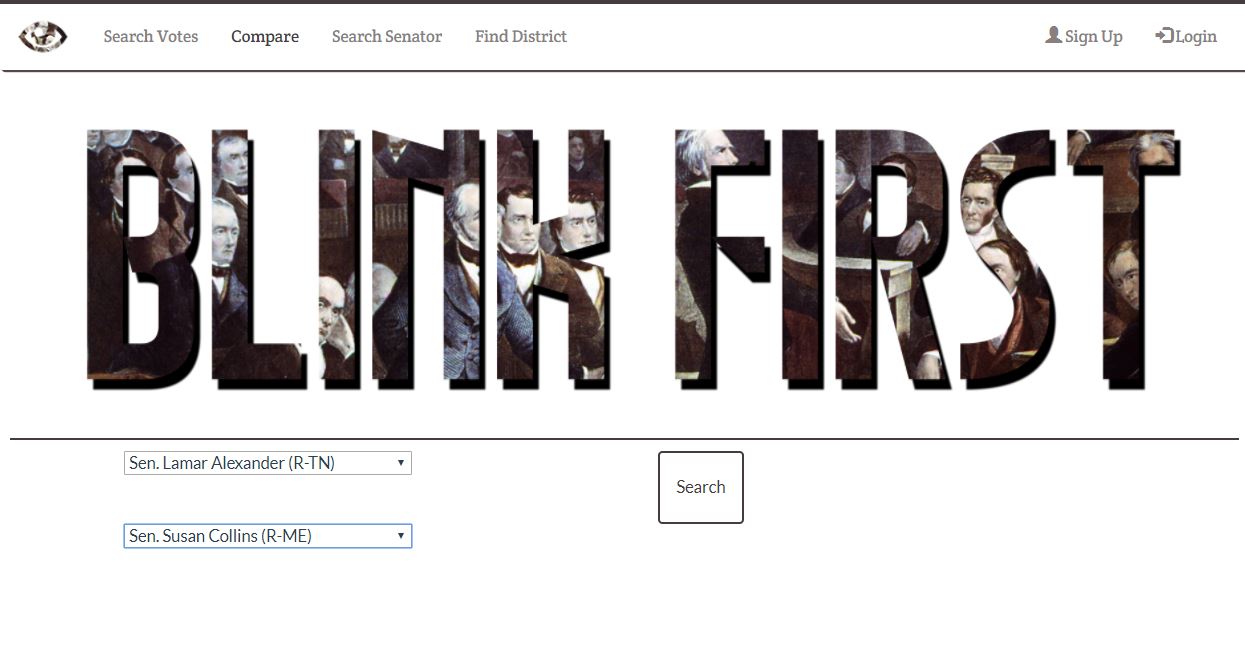 Search Votes Compare Search Senator Find District Sign Up Login
BLINK FIRST
Sen. Lamar Alexander (R-TN)
Search
Sen. Susan Collins (R-ME)